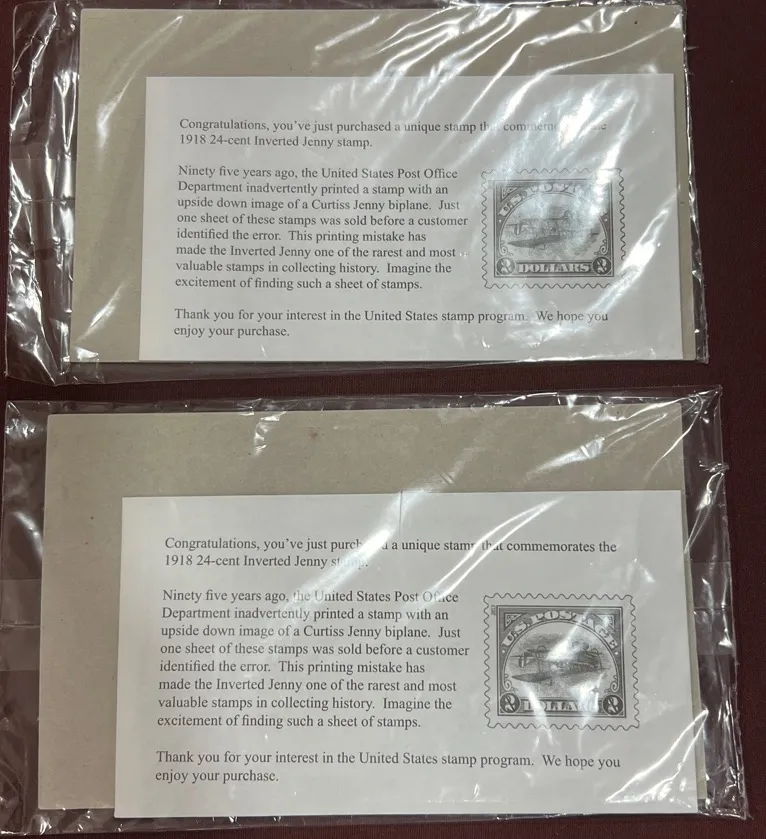 Congratulations, you've just purchased a unique stamp that commem
1918 24-cent Inverted Jenny stamp.
Ninety five years ago, the United States Post Office
Department inadvertently printed a stamp with an
upside down image of a Curtiss Jenny biplane. Just
one sheet of these stamps was sold before a customer
identified the error. This printing mistake has
made the Inverted Jenny one of the rarest and most
valuable stamps in collecting history. Imagine the
excitement of finding such a sheet of stamps.
U.S. POSTAGE
2 DOLLARS 2
Thank you for your interest in the United States stamp program. We hope you
enjoy your purchase.
Congratulations, you've just purch a unique stamp that commemorates the
1918 24-cent Inverted Jenny stamp.
Ninety five years ago, the United States Post Office
Department inadvertently printed a stamp with an
upside down image of a Curtiss Jenny biplane. Just
one sheet of these stamps was sold before a customer
identified the error. This printing mistake has
made the Inverted Jenny one of the rarest and most
valuable stamps in collecting history. Imagine the
excitement of finding such a sheet of stamps.
U.S. POSTAGE
2 DOLLARS 2
Thank you for your interest in the United States stamp program. We hope you
enjoy your purchase.